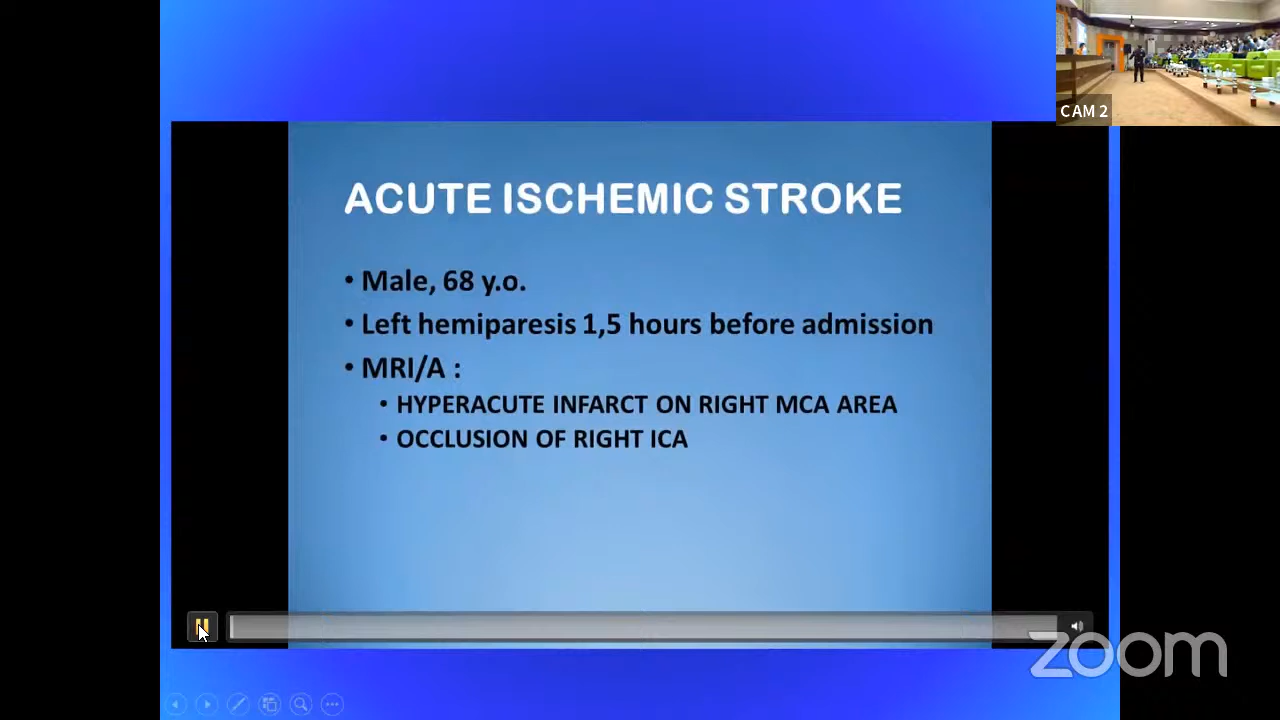 CAM 2
ACUTE ISCHEMIC STROKE
• Male, 68 y.o.
• Left hemiparesis 1,5 hours before admission
• MRI/A :
• HYPERACUTE INFARCT ON RIGHT MCA AREA
• OCCLUSION OF RIGHT ICA
zoom